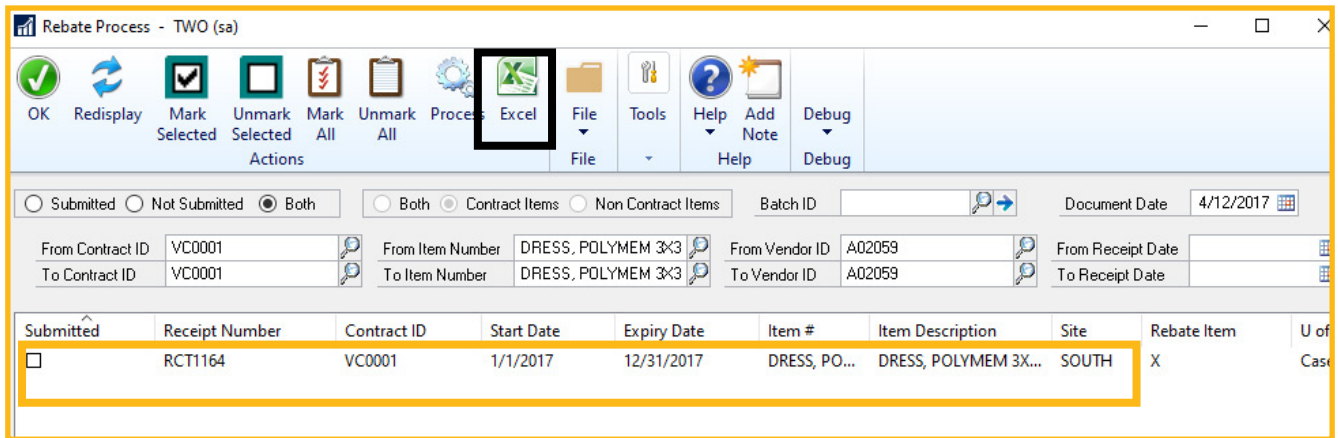 Rebate Process - TWO (sa)
OK Redisplay Mark Selected Unmark Selected Mark All Unmark All Process Excel File Tools Help Add Note Debug
Actions File Help Debug
Submitted Not Submitted Both Both Contract Items Non Contract Items Batch ID Document Date 4/12/2017
From Contract ID VC0001 From Item Number DRESS, POLYMEM 3X3 From Vendor ID A02059 From Receipt Date
To Contract ID VC0001 To Item Number DRESS, POLYMEM 3X3 To Vendor ID A02059 To Receipt Date
Submitted Receipt Number Contract ID Start Date Expiry Date Item # Item Description Site Rebate Item U of
RCT1164 VC0001 1/1/2017 12/31/2017 DRESS, PO... DRESS, POLYMEM 3X... SOUTH X Case